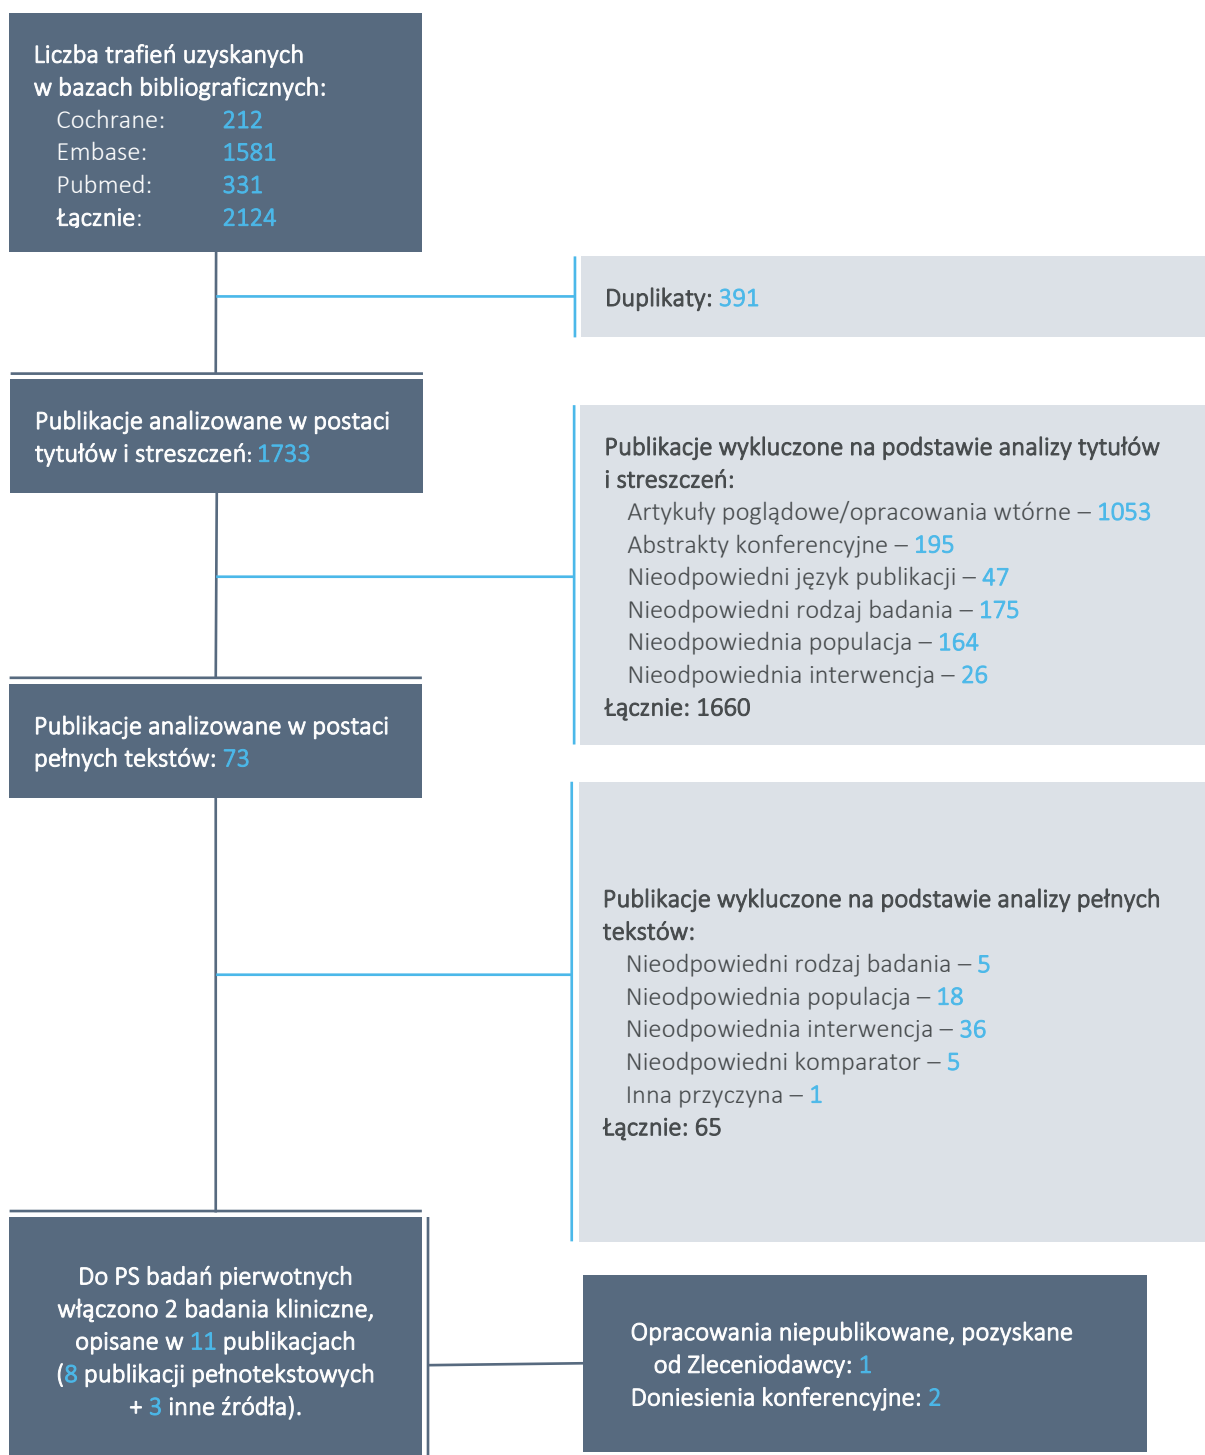 Liczba trafień uzyskanych
w bazach bibliograficznych:
Cochrane: 212
Embase: 1581
Pubmed: 331
Łącznie: 2124
Duplikaty: 391
Publikacje analizowane w postaci
tytułów i streszczeń: 1733
Publikacje wykluczone na podstawie analizy tytułów
i streszczeń:
Artykuły poglądowe/opracowania wtórne – 1053
Abstrakty konferencyjne – 195
Nieodpowiedni język publikacji – 47
Nieodpowiedni rodzaj badania – 175
Nieodpowiednia populacja – 164
Nieodpowiednia interwencja – 26
Łącznie: 1660
Publikacje analizowane w postaci
pełnych tekstów: 73
Publikacje wykluczone na podstawie analizy pełnych
tekstów:
Nieodpowiedni rodzaj badania – 5
Nieodpowiednia populacja – 18
Nieodpowiednia interwencja – 36
Nieodpowiedni komparator – 5
Inna przyczyna – 1
Łącznie: 65
Do PS badań pierwotnych
włączono 2 badania kliniczne,
opisane w 11 publikacjach
(8 publikacji pełnotekstowych
+ 3 inne źródła).
Opracowania niepublikowane, pozyskane
od Zleceniodawcy: 1
Doniesienia konferencyjne: 2